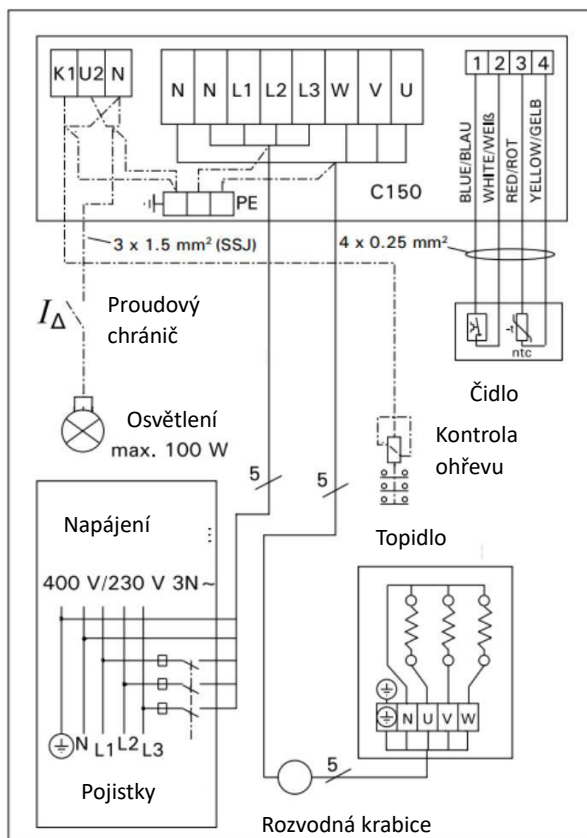 K1 U2 N
N N L1 L2 L3 W V U
1 2 3 4
BLUE/BLAU
WHITE/WEIß
RED/ROT
YELLOW/GELB
PE
C150
3 x 1.5 mm² (SSJ)
4 x 0.25 mm²
I∆
Proudový
chránič
-t
ntc
Čidlo
Osvětlení
max. 100 W
Kontrola
ohřevu
5
5
Napájení
Topidlo
400 V/230 V 3N~
N U V W
N L1 L2 L3
5
Pojistky
Rozvodná krabice